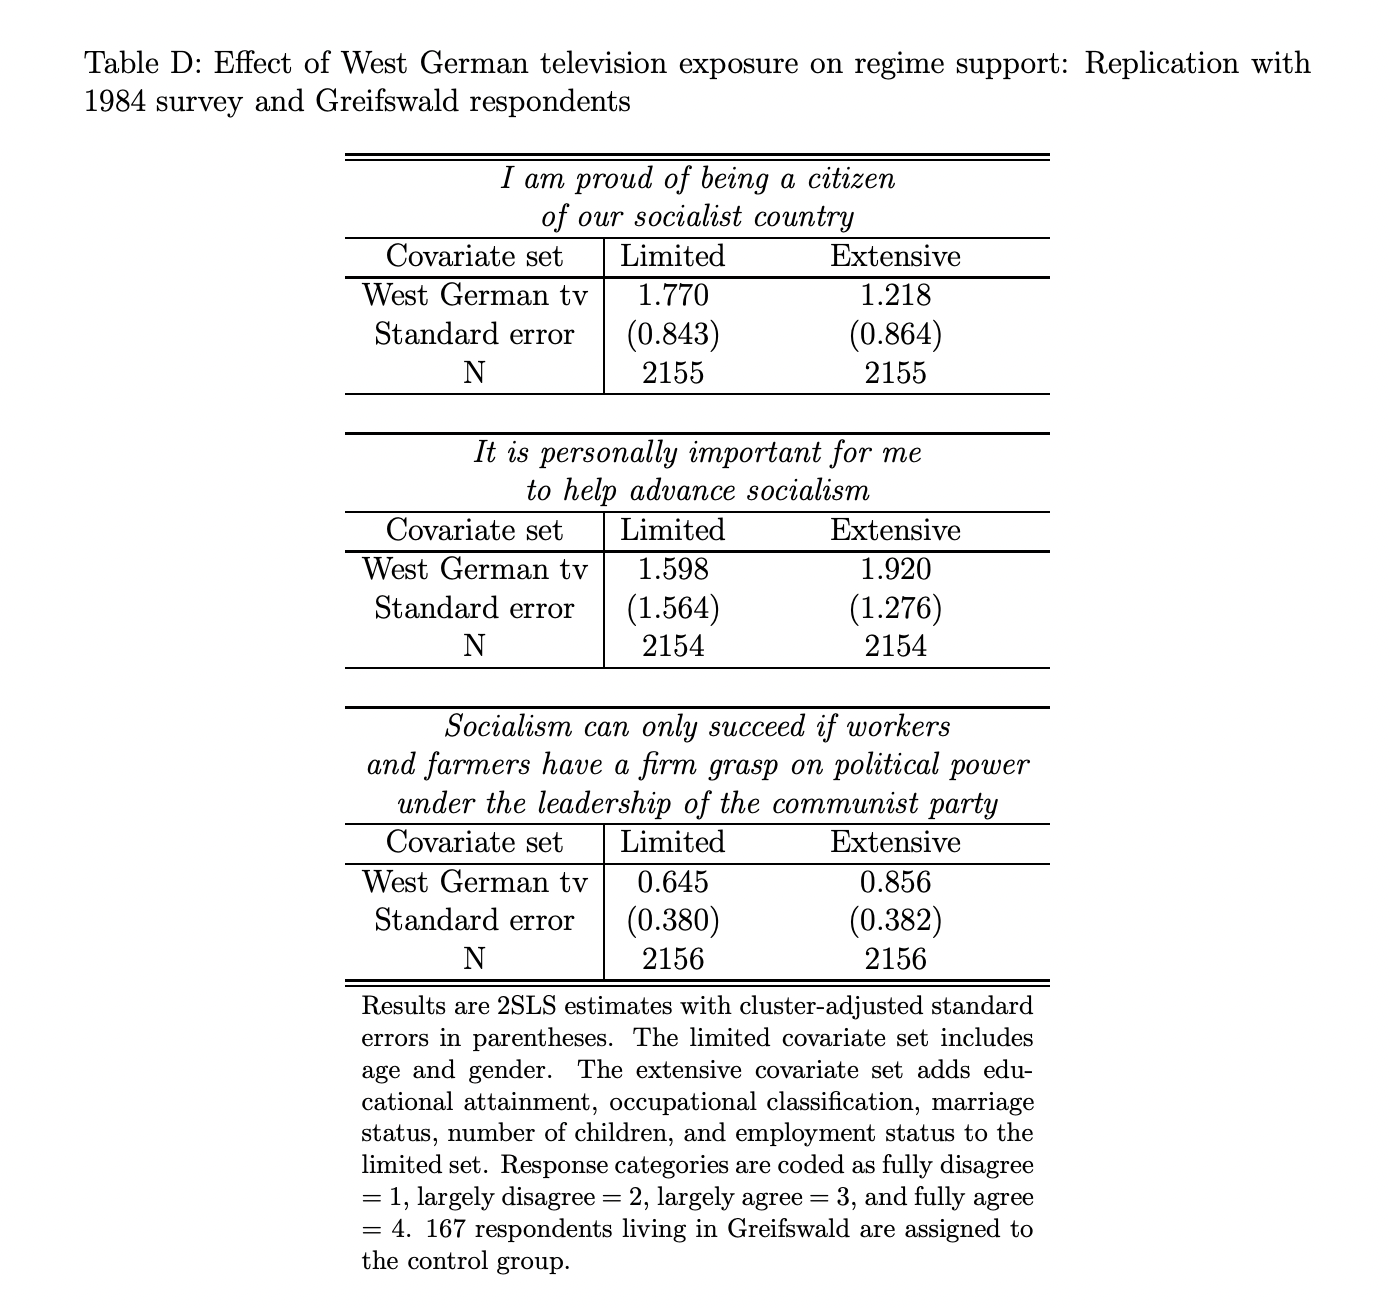 Table D: Effect of West German television exposure on regime support: Replication with
1984 survey and Greifswald respondents
I am proud of being a citizen
of our socialist country
Covariate set Limited Extensive
West German tv 1.770 1.218
Standard error (0.843) (0.864)
N 2155 2155
It is personally important for me
to help advance socialism
Covariate set Limited Extensive
West German tv 1.598 1.920
Standard error (1.564) (1.276)
N 2154 2154
Socialism can only succeed if workers
and farmers have a firm grasp on political power
under the leadership of the communist party
Covariate set Limited Extensive
West German tv 0.645 0.856
Standard error (0.380) (0.382)
N 2156 2156
Results are 2SLS estimates with cluster-adjusted standard
errors in parentheses. The limited covariate set includes
age and gender. The extensive covariate set adds edu-
cational attainment, occupational classification, marriage
status, number of children, and employment status to the
limited set. Response categories are coded as fully disagree
= 1, largely disagree = 2, largely agree = 3, and fully agree
= 4. 167 respondents living in Greifswald are assigned to
the control group.